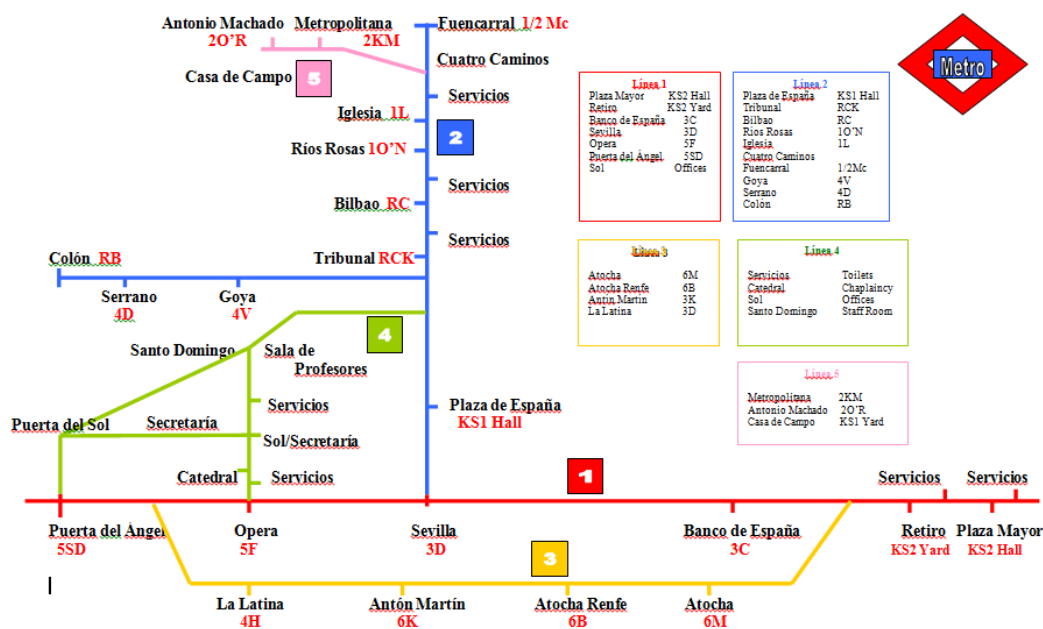 Antonio Machado Metropolitana
2O'R 2KM
Casa de Campo 5
Fuencarral 1/2 Mc
Cuatro Caminos
Servicios
Iglesia 1L
2
Ríos Rosas 1O'N
Servicios
Bilbao RC
Servicios
Tribunal RCK
Colón RB
Serrano
4D
Goya
4V
4
Santo Domingo
Sala de
Profesores
Servicios
Puerta del Sol
Secretaría
Sol/Secretaría
Catedral
Servicios
Plaza de España
KS1 Hall
1
Servicios
Servicios
Puerta del Ángel
5SD
Opera
5F
Sevilla
3D
Banco de España
3C
Retiro
KS2 Yard
Plaza Mayor
KS2 Hall
3
La Latina
4H
Antón Martín
6K
Atocha Renfe
6B
Atocha
6M
Metro
Línea 1
Plaza Mayor KS2 Hall
Retiro KS2 Yard
Banco de España 3C
Sevilla 3D
Opera 5F
Puerta del Ángel 5SD
Sol Offices
Línea 2
Plaza de España KS1 Hall
Tribunal RCK
Bilbao RC
Ríos Rosas 1O'N
Iglesia 1L
Cuatro Caminos
Fuencarral 1/2Mc
Goya 4V
Serrano 4D
Colón RB
Línea 3
Atocha 6M
Atocha Renfe 6B
Antón Martín 3K
La Latina 3D
Línea 4
Servicios Toilets
Catedral Chaplaincy
Sol Offices
Santo Domingo Staff Room
Línea 5
Metropolitana 2KM
Antonio Machado 2O'R
Casa de Campo KS1 Yard